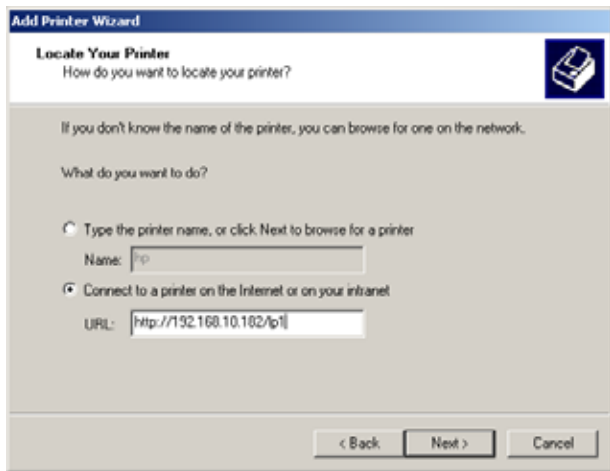 Add Printer Wizard
Locate Your Printer
How do you want to locate your printer?
If you don't know the name of the printer, you can browse for one on the network.
What do you want to do?
Type the printer name, or click Next to browse for a printer
Name: hp
Connect to a printer on the Internet or on your intranet
URL: http://192.168.10.182/lp1
< Back Next > Cancel